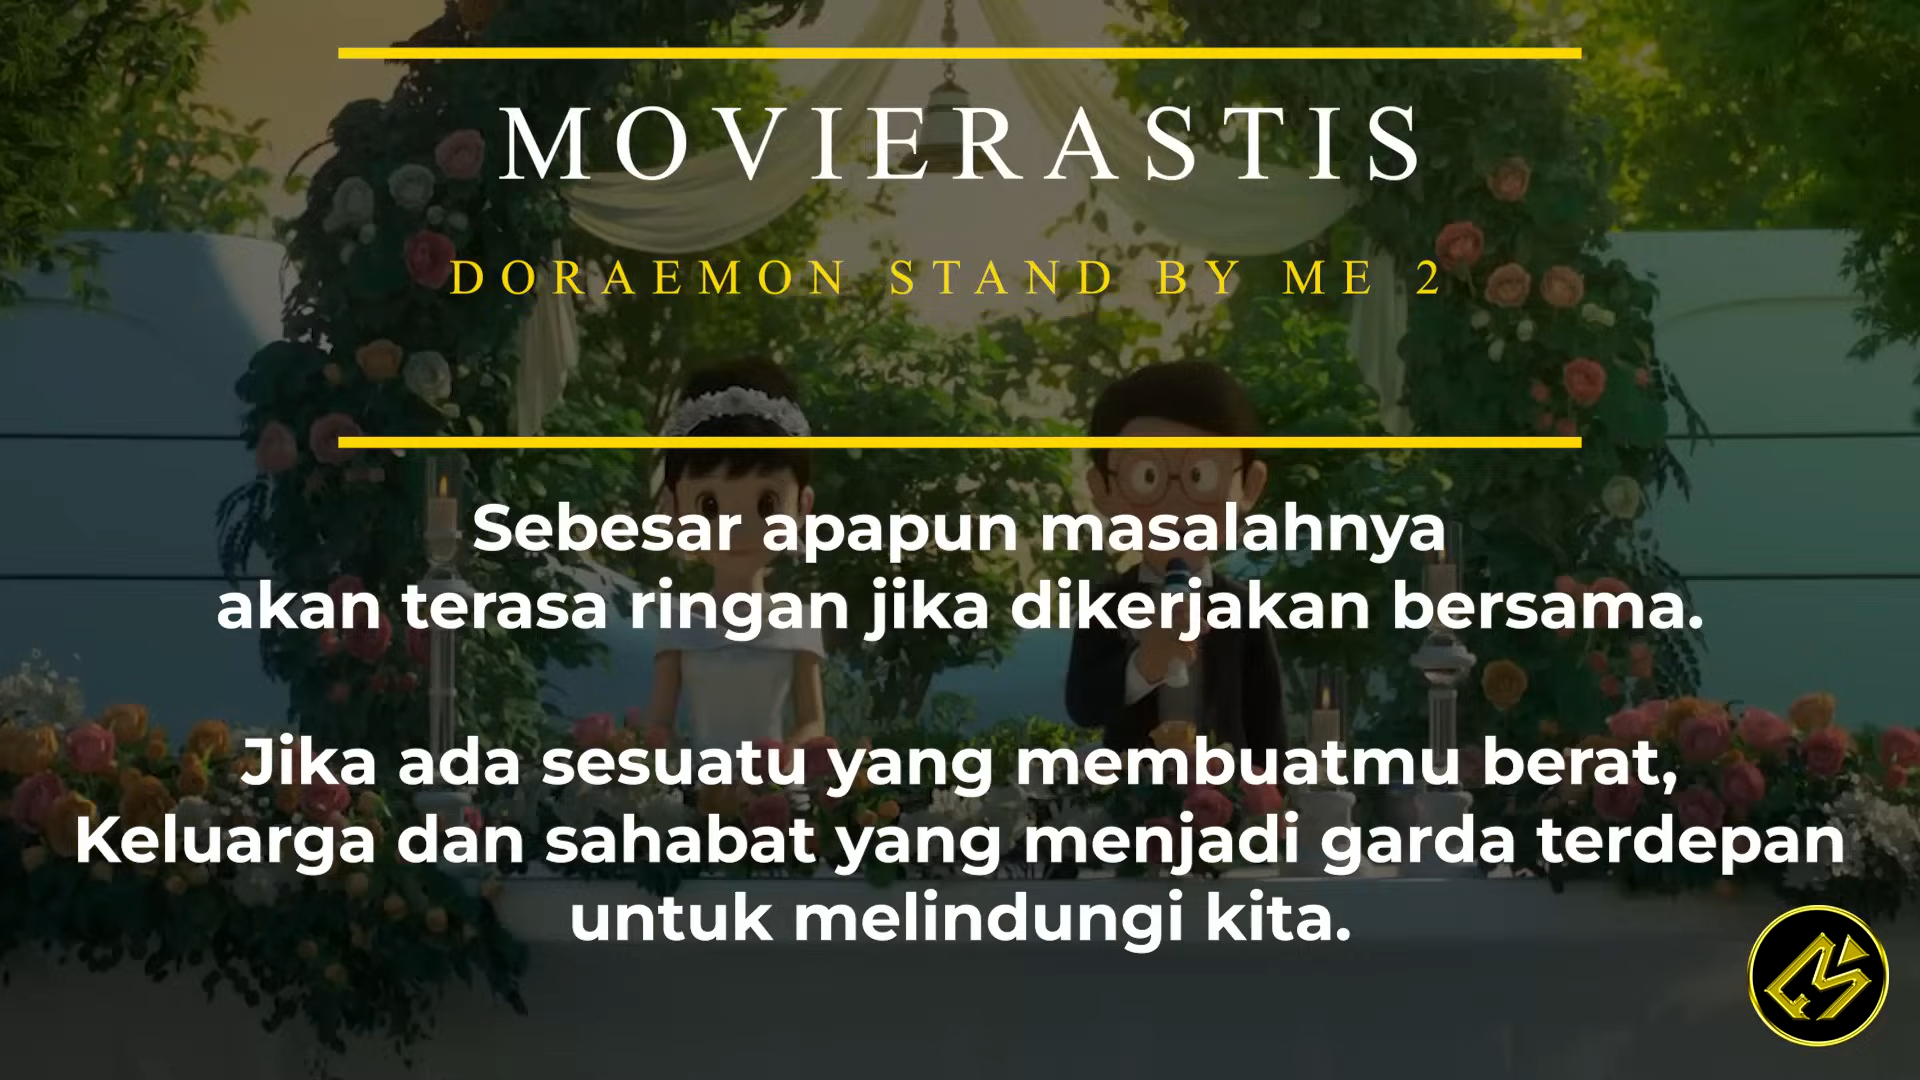 MOVIERASTIS
DORAEMON STAND BY ME 2
Sebesar apapun masalahnya
akan terasa ringan jika dikerjakan bersama.
Jika ada sesuatu yang membuatmu berat,
Keluarga dan sahabat yang menjadi garda terdepan
untuk melindungi kita.